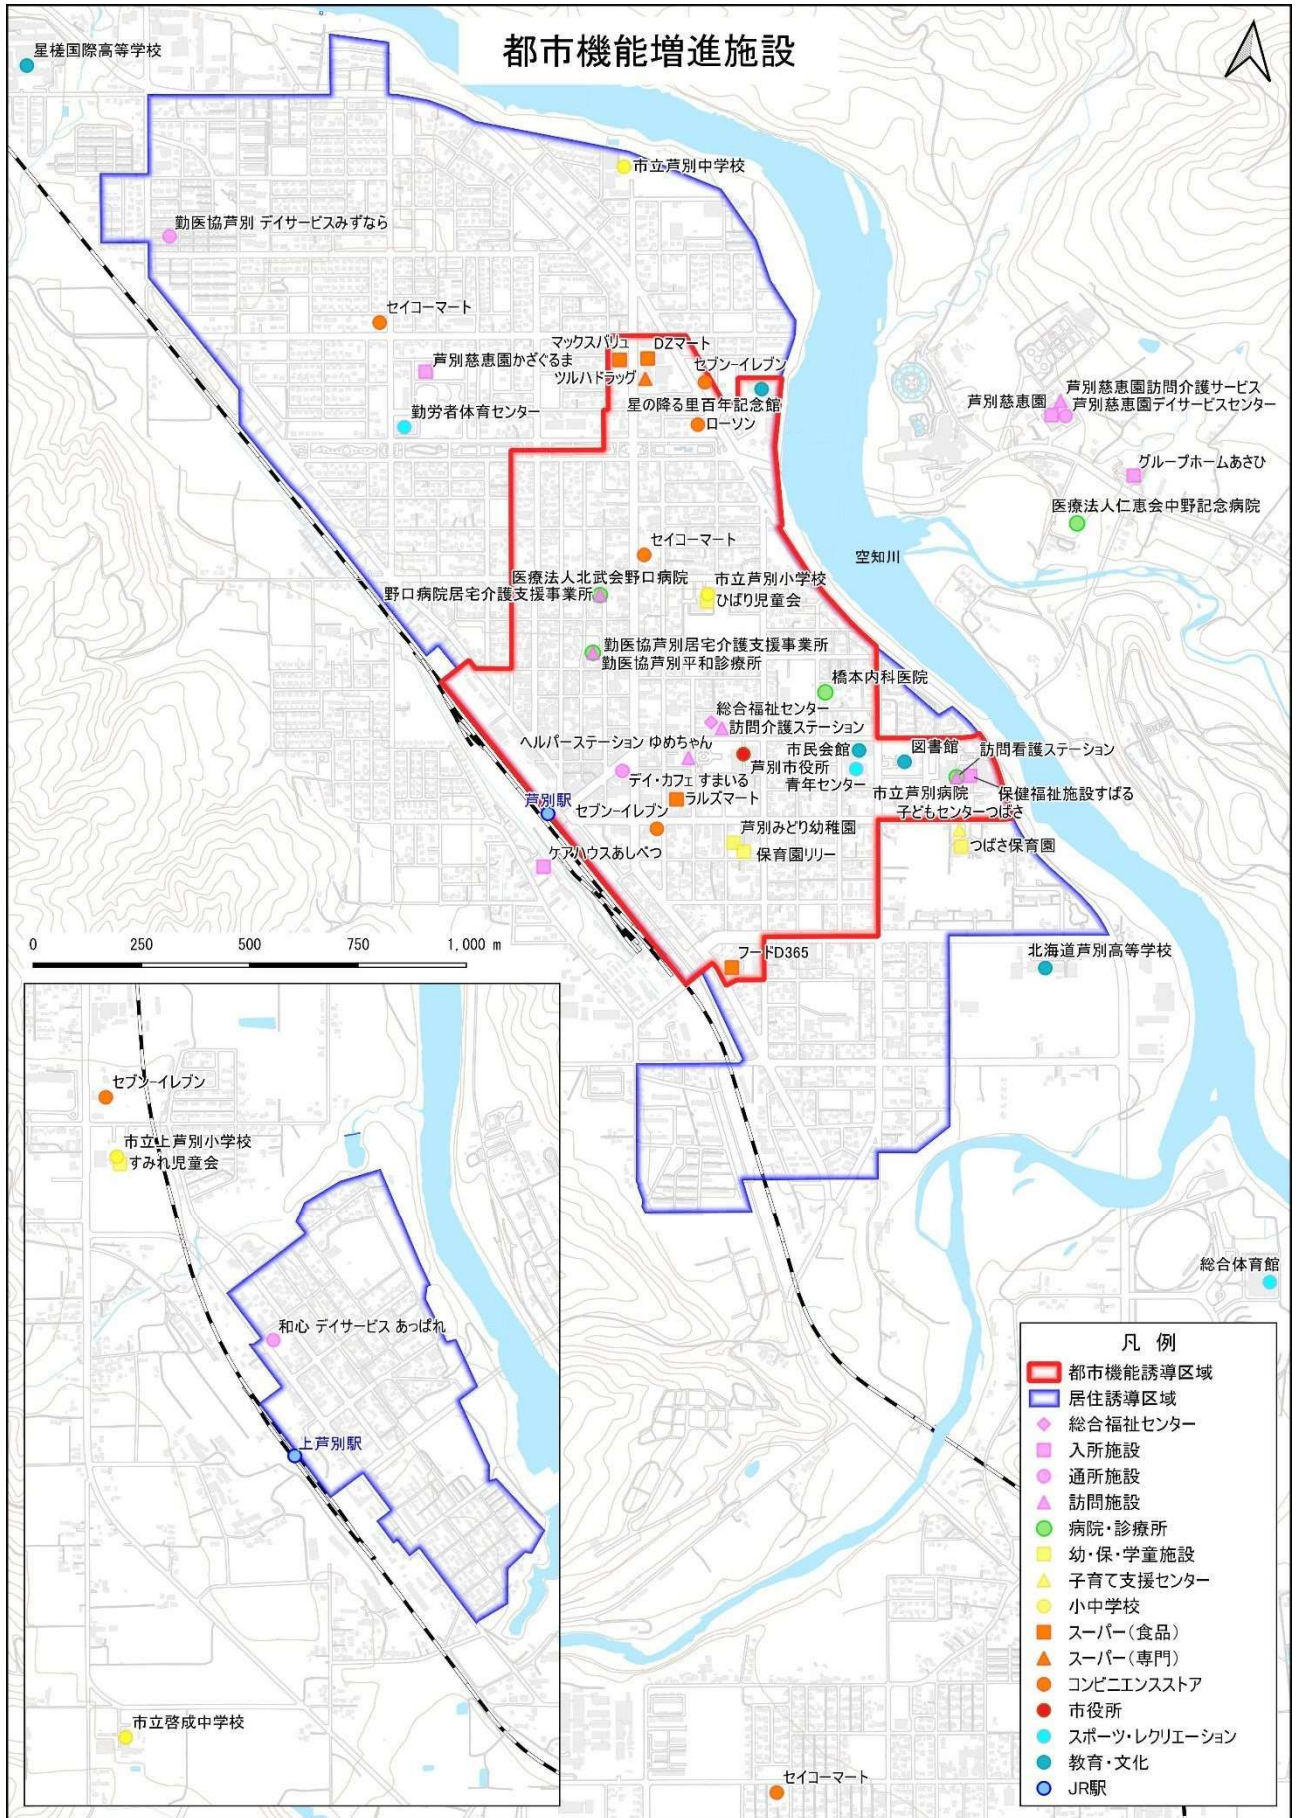 都市機能増進施設
星槎国際高等学校
市立芦別中学校
勤医協芦別 デイサービスみずなら
セイコーマート
マックスバリュ
DZマート
芦別慈恵園かざぐるま
ツルハドラッグ
セブン-イレブン
芦別慈恵園訪問介護サービス
芦別慈恵園
芦別慈恵園デイサービスセンター
勤労者体育センター
星の降る里百年記念館
ローソン
グループホームあさひ
医療法人仁恵会中野記念病院
セイコーマート
空知川
医療法人北武会野口病院
市立芦別小学校
野口病院居宅介護支援事業所
ひばり児童会
勤医協芦別居宅介護支援事業所
勤医協芦別平和診療所
橋本内科医院
総合福祉センター
訪問介護ステーション
ヘルパーステーション ゆめちゃん
市民会館
図書館
訪問看護ステーション
芦別市役所
デイ・カフェ すまいる
青年センター
市立芦別病院
保健福祉施設すばる
芦別駅
セブン-イレブン
ラルズマート
子どもセンターつばさ
芦別みどり幼稚園
つばさ保育園
ケアハウスあしべつ
保育園リリー
0 250 500 750 1,000 m
フードD365
北海道芦別高等学校
セブン-イレブン
市立上芦別小学校
すみれ児童会
総合体育館
和心 デイサービス あっぱれ
上芦別駅
市立啓成中学校
セイコーマート
凡 例
都市機能誘導区域
居住誘導区域
総合福祉センター
入所施設
通所施設
訪問施設
病院・診療所
幼・保・学童施設
子育て支援センター
小中学校
スーパー(食品)
スーパー(専門)
コンビニエンスストア
市役所
スポーツ・レクリエーション
教育・文化
JR駅